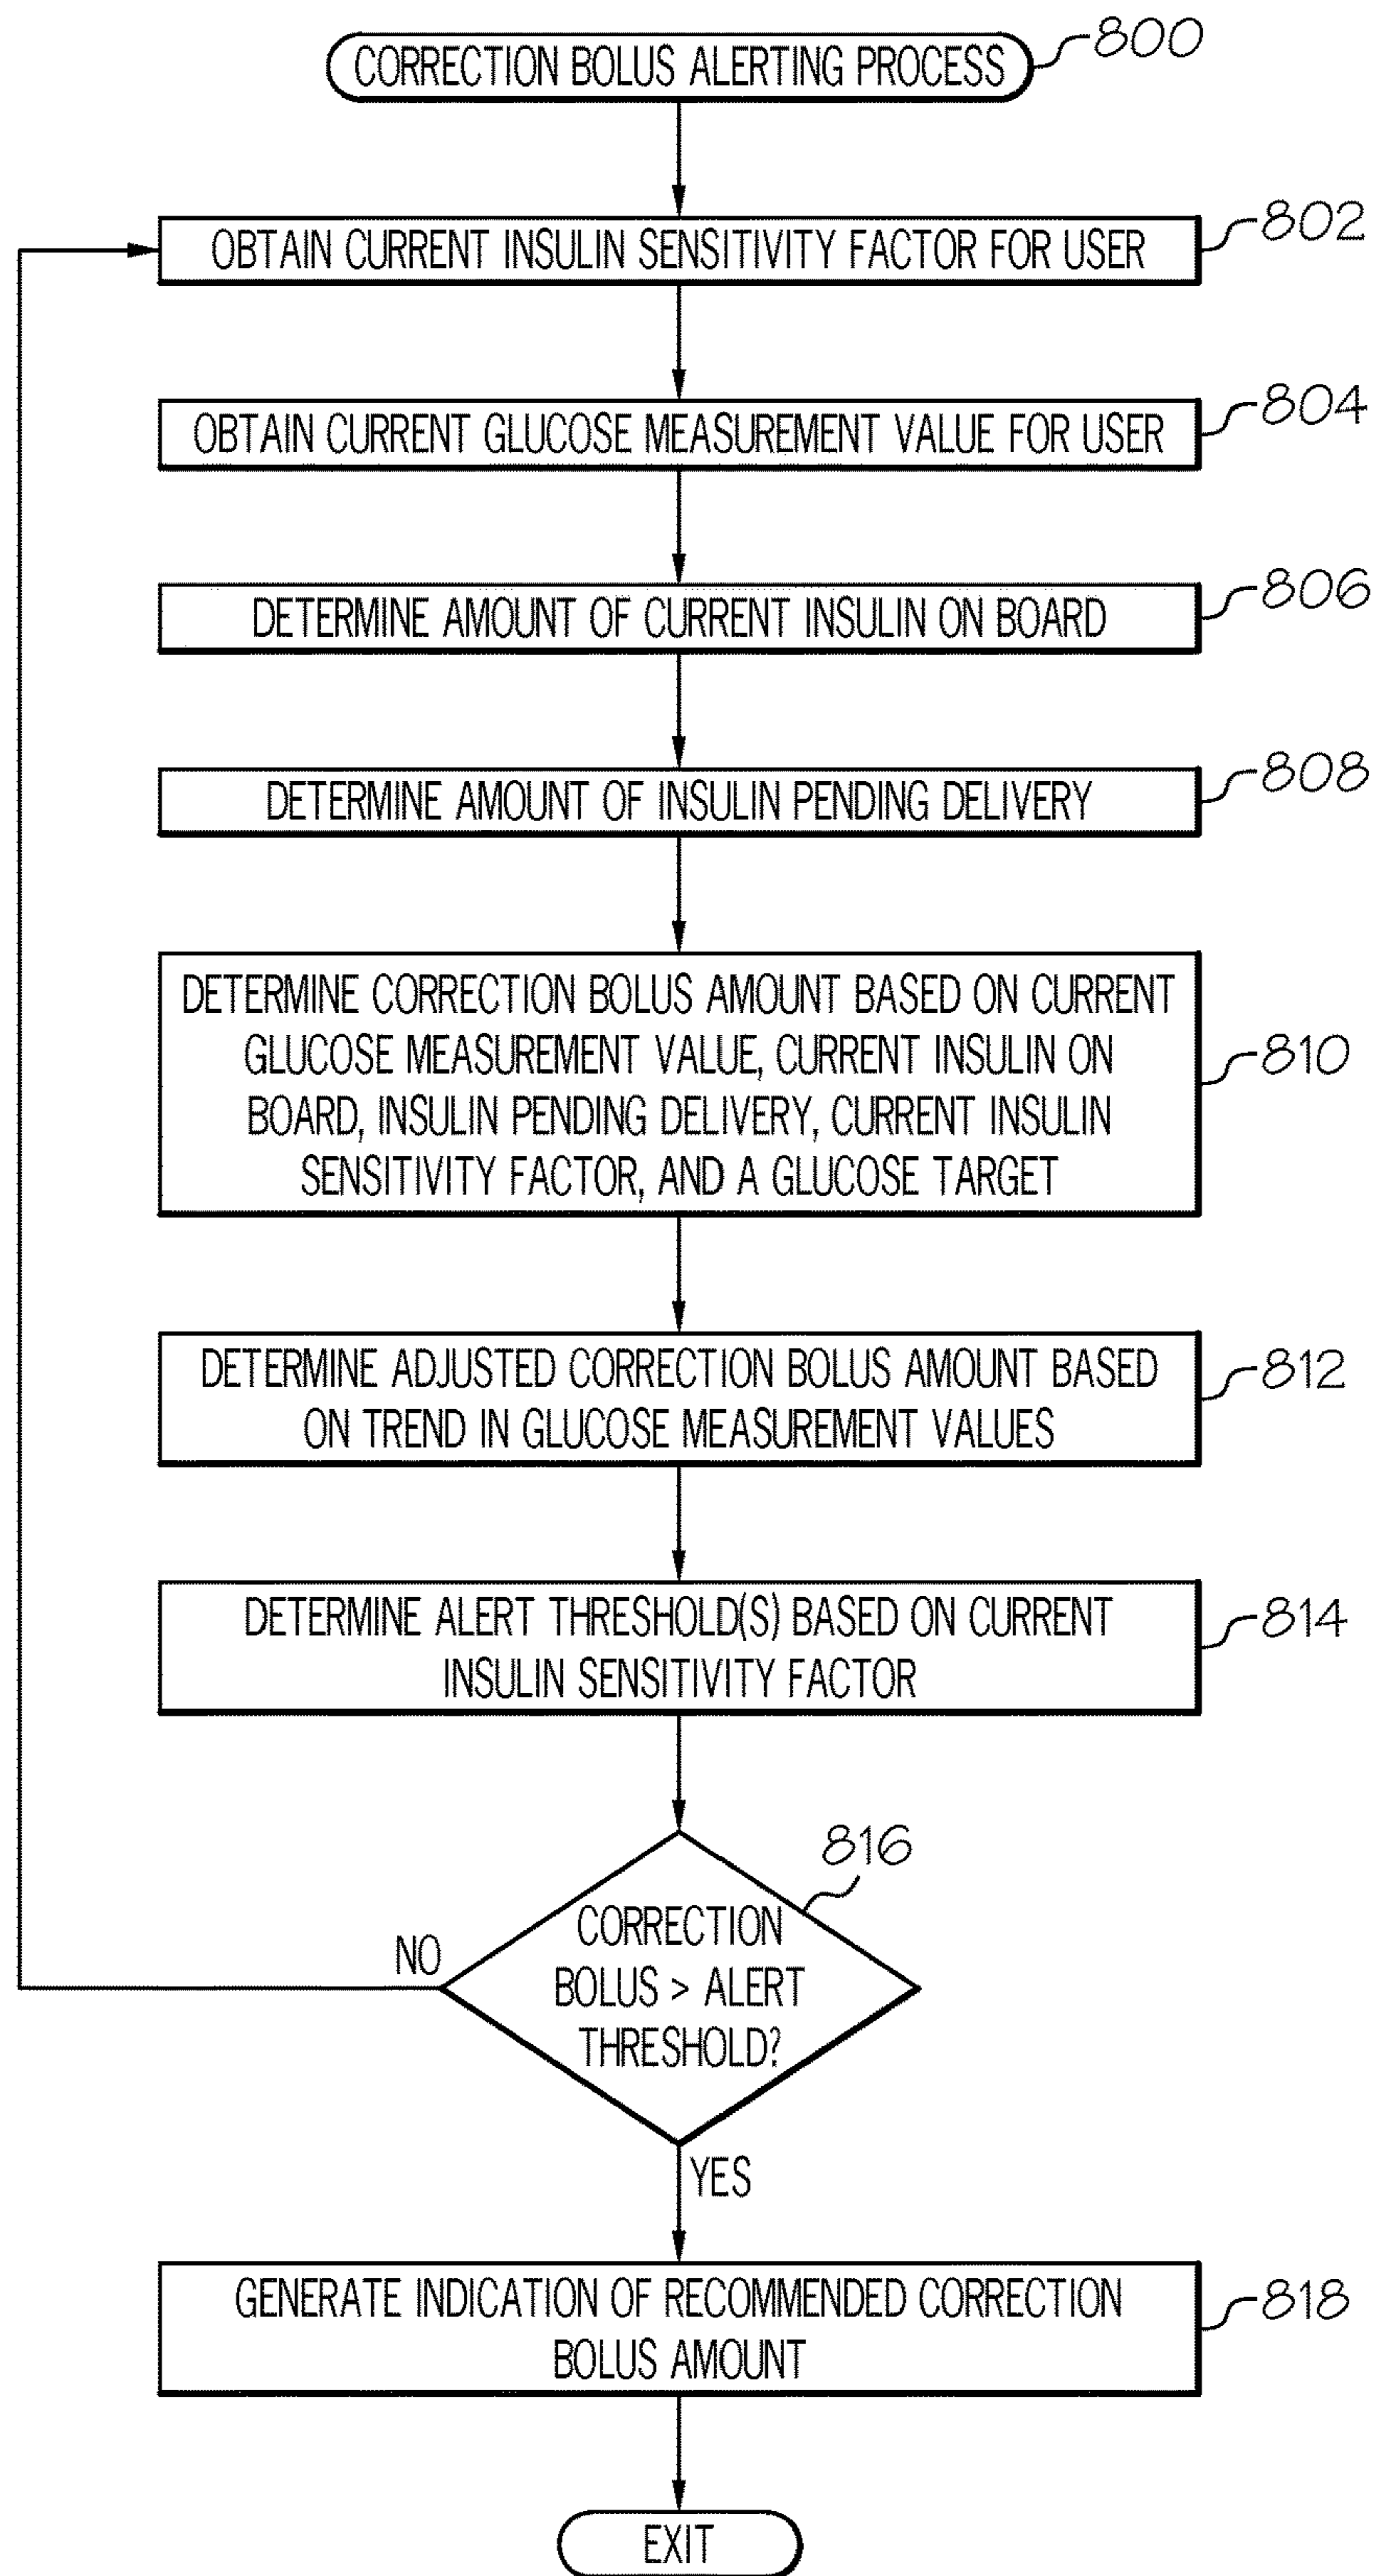 CORRECTION BOLUS ALERTING PROCESS
800
OBTAIN CURRENT INSULIN SENSITIVITY FACTOR FOR USER
802
OBTAIN CURRENT GLUCOSE MEASUREMENT VALUE FOR USER
804
DETERMINE AMOUNT OF CURRENT INSULIN ON BOARD
806
DETERMINE AMOUNT OF INSULIN PENDING DELIVERY
808
DETERMINE CORRECTION BOLUS AMOUNT BASED ON CURRENT
GLUCOSE MEASUREMENT VALUE, CURRENT INSULIN ON
BOARD, INSULIN PENDING DELIVERY, CURRENT INSULIN
SENSITIVITY FACTOR, AND A GLUCOSE TARGET
810
DETERMINE ADJUSTED CORRECTION BOLUS AMOUNT BASED
ON TREND IN GLUCOSE MEASUREMENT VALUES
812
DETERMINE ALERT THRESHOLD(S) BASED ON CURRENT
INSULIN SENSITIVITY FACTOR
814
816
CORRECTION
BOLUS > ALERT
THRESHOLD?
NO
YES
GENERATE INDICATION OF RECOMMENDED CORRECTION
BOLUS AMOUNT
818
EXIT